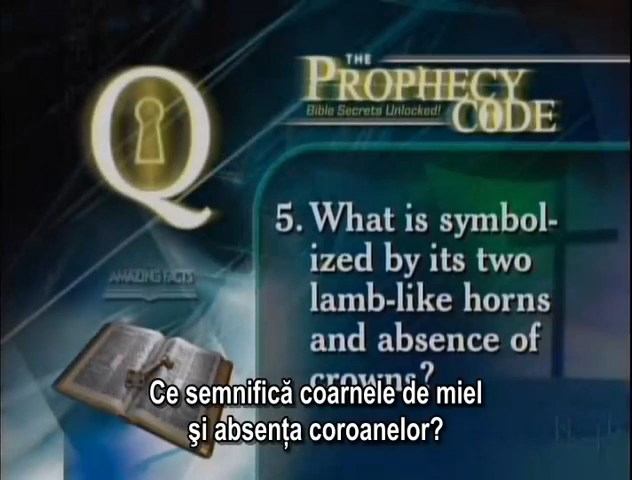 THE
PROPHECY
Bible Secrets Unlocked!
CODE
Q
5. What is symbol-
ized by its two
lamb-like horns
and absence of
crowns?
AMAZING FACTS
Ce semnifică coarnele de miel
şi absenţa coroanelor?